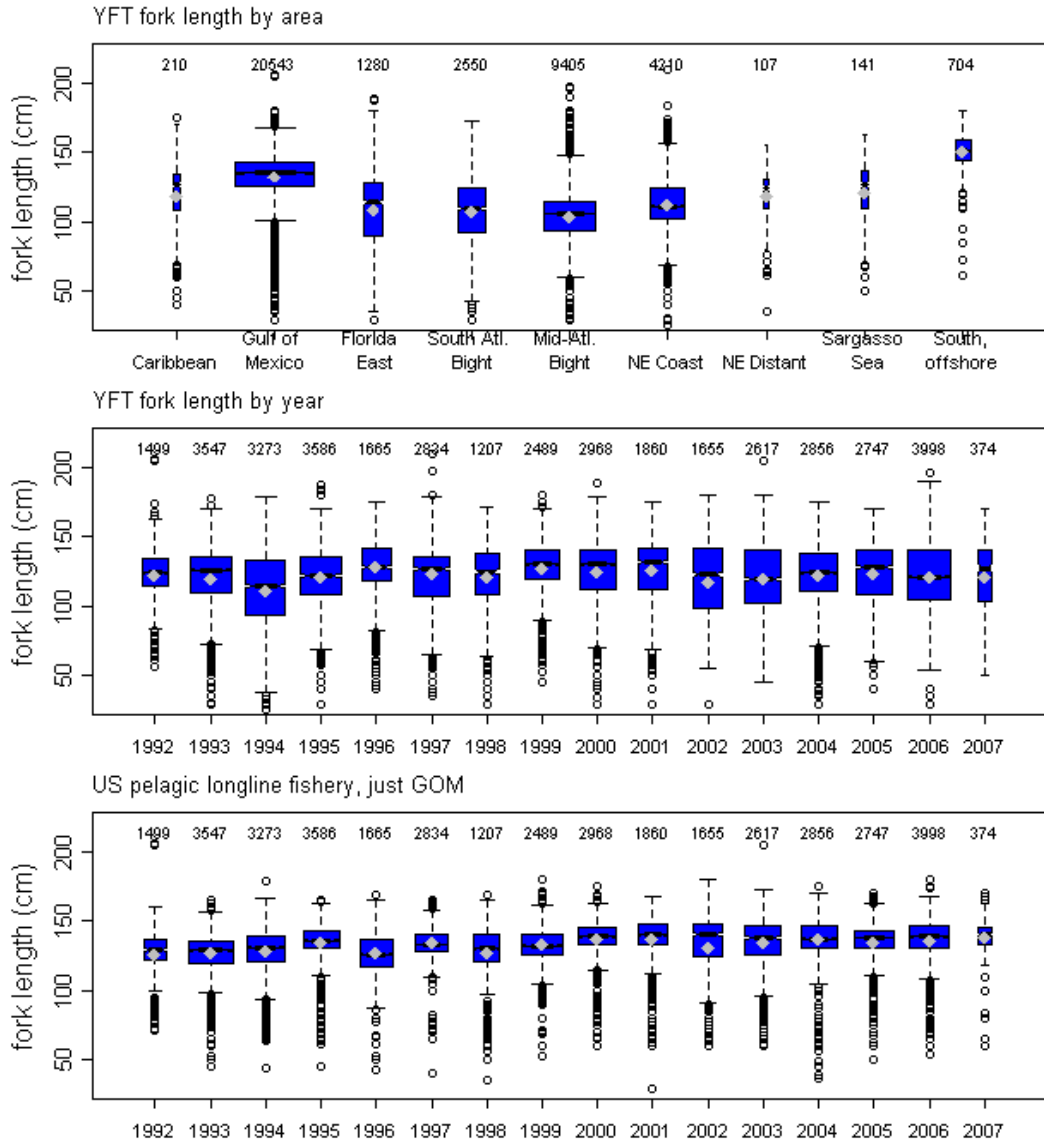 YFT fork length by area
210 20543 1280 2550 9405 4210 107 141 704
fork length (cm)
200
150
100
50
Caribbean Gulf of Mexico Florida East South Atl. Bight Mid-Atl. Bight NE Coast NE Distant Sargasso Sea South, offshore
YFT fork length by year
1499 3547 3273 3586 1665 2834 1207 2489 2968 1860 1655 2617 2856 2747 3998 374
fork length (cm)
200
150
100
50
1992 1993 1994 1995 1996 1997 1998 1999 2000 2001 2002 2003 2004 2005 2006 2007
US pelagic longline fishery, just GOM
1499 3547 3273 3586 1665 2834 1207 2489 2968 1860 1655 2617 2856 2747 3998 374
fork length (cm)
200
150
100
50
1992 1993 1994 1995 1996 1997 1998 1999 2000 2001 2002 2003 2004 2005 2006 2007